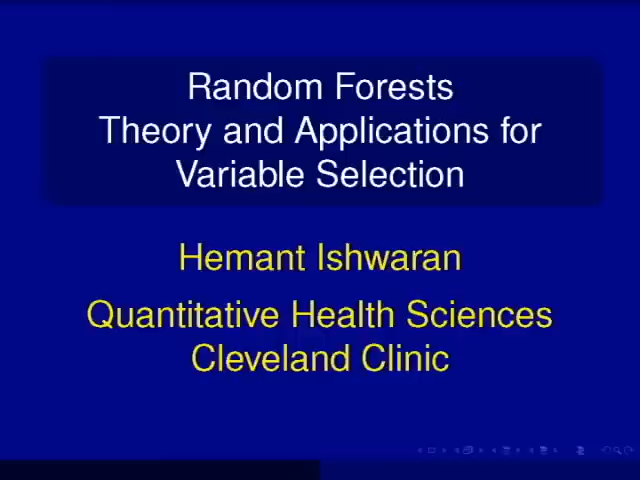 Random Forests
Theory and Applications for
Variable Selection
Hemant Ishwaran
Quantitative Health Sciences
Cleveland Clinic